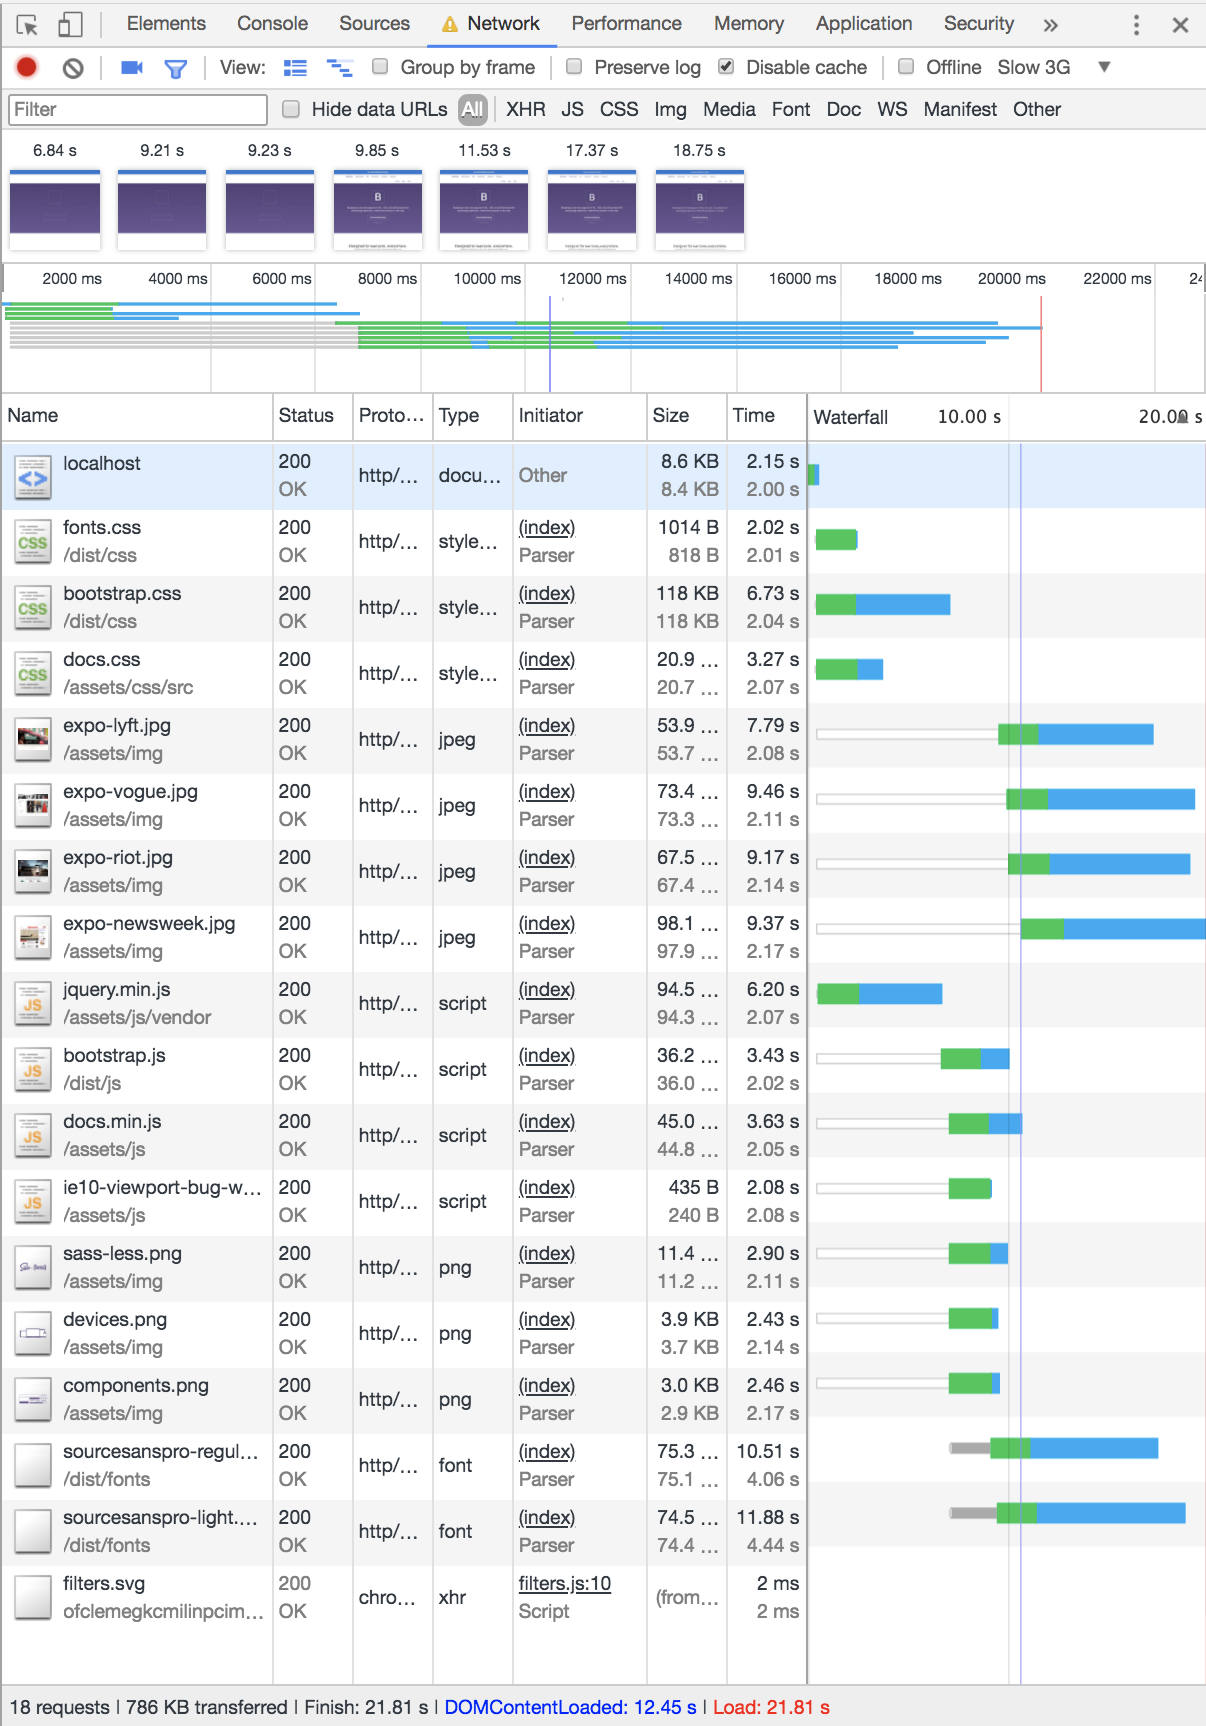 Elements Console Sources Network Performance Memory Application Security »
View: Group by frame Preserve log Disable cache Offline Slow 3G
Filter Hide data URLs All XHR JS CSS Img Media Font Doc WS Manifest Other
6.84 s 9.21 s 9.23 s 9.85 s 11.53 s 17.37 s 18.75 s
2000 ms 4000 ms 6000 ms 8000 ms 10000 ms 12000 ms 14000 ms 16000 ms 18000 ms 20000 ms 22000 ms 24
Name Status Proto... Type Initiator Size Time Waterfall 10.00 s 20.00 s
localhost 200 http/... docu... Other 8.6 KB 2.15 s
OK 8.4 KB 2.00 s
fonts.css 200 http/... style... (index) 1014 B 2.02 s
/dist/css OK Parser 818 B 2.01 s
bootstrap.css 200 http/... style... (index) 118 KB 6.73 s
/dist/css OK Parser 118 KB 2.04 s
docs.css 200 http/... style... (index) 20.9 ... 3.27 s
/assets/css/src OK Parser 20.7 ... 2.07 s
expo-lyft.jpg 200 http/... jpeg (index) 53.9 ... 7.79 s
/assets/img OK Parser 53.7 ... 2.08 s
expo-vogue.jpg 200 http/... jpeg (index) 73.4 ... 9.46 s
/assets/img OK Parser 73.3 ... 2.11 s
expo-riot.jpg 200 http/... jpeg (index) 67.5 ... 9.17 s
/assets/img OK Parser 67.4 ... 2.14 s
expo-newsweek.jpg 200 http/... jpeg (index) 98.1 ... 9.37 s
/assets/img OK Parser 97.9 ... 2.17 s
jquery.min.js 200 http/... script (index) 94.5 ... 6.20 s
/assets/js/vendor OK Parser 94.3 ... 2.07 s
bootstrap.js 200 http/... script (index) 36.2 ... 3.43 s
/dist/js OK Parser 36.0 ... 2.02 s
docs.min.js 200 http/... script (index) 45.0 ... 3.63 s
/assets/js OK Parser 44.8 ... 2.05 s
ie10-viewport-bug-w... 200 http/... script (index) 435 B 2.08 s
/assets/js OK Parser 240 B 2.08 s
sass-less.png 200 http/... png (index) 11.4 ... 2.90 s
/assets/img OK Parser 11.2 ... 2.11 s
devices.png 200 http/... png (index) 3.9 KB 2.43 s
/assets/img OK Parser 3.7 KB 2.14 s
components.png 200 http/... png (index) 3.0 KB 2.46 s
/assets/img OK Parser 2.9 KB 2.17 s
sourcesanspro-regul... 200 http/... font (index) 75.3 ... 10.51 s
/dist/fonts OK Parser 75.1 ... 4.06 s
sourcesanspro-light.... 200 http/... font (index) 74.5 ... 11.88 s
/dist/fonts OK Parser 74.4 ... 4.44 s
filters.svg 200 chro... xhr filters.js:10 (from... 2 ms
ofclemegkcmilinpcim... OK Script 2 ms
18 requests | 786 KB transferred | Finish: 21.81 s | DOMContentLoaded: 12.45 s | Load: 21.81 s